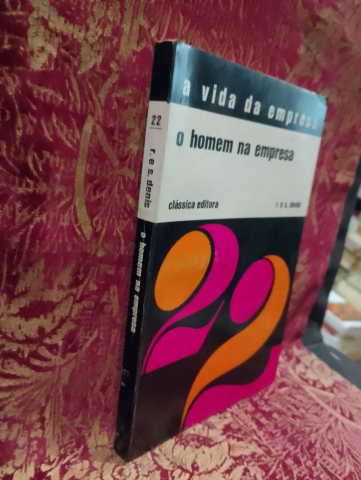 a vida da empresa
o homem na empresa
clássica editora
r. e s. denis
22
22
r. e s. denis
o homem na empresa